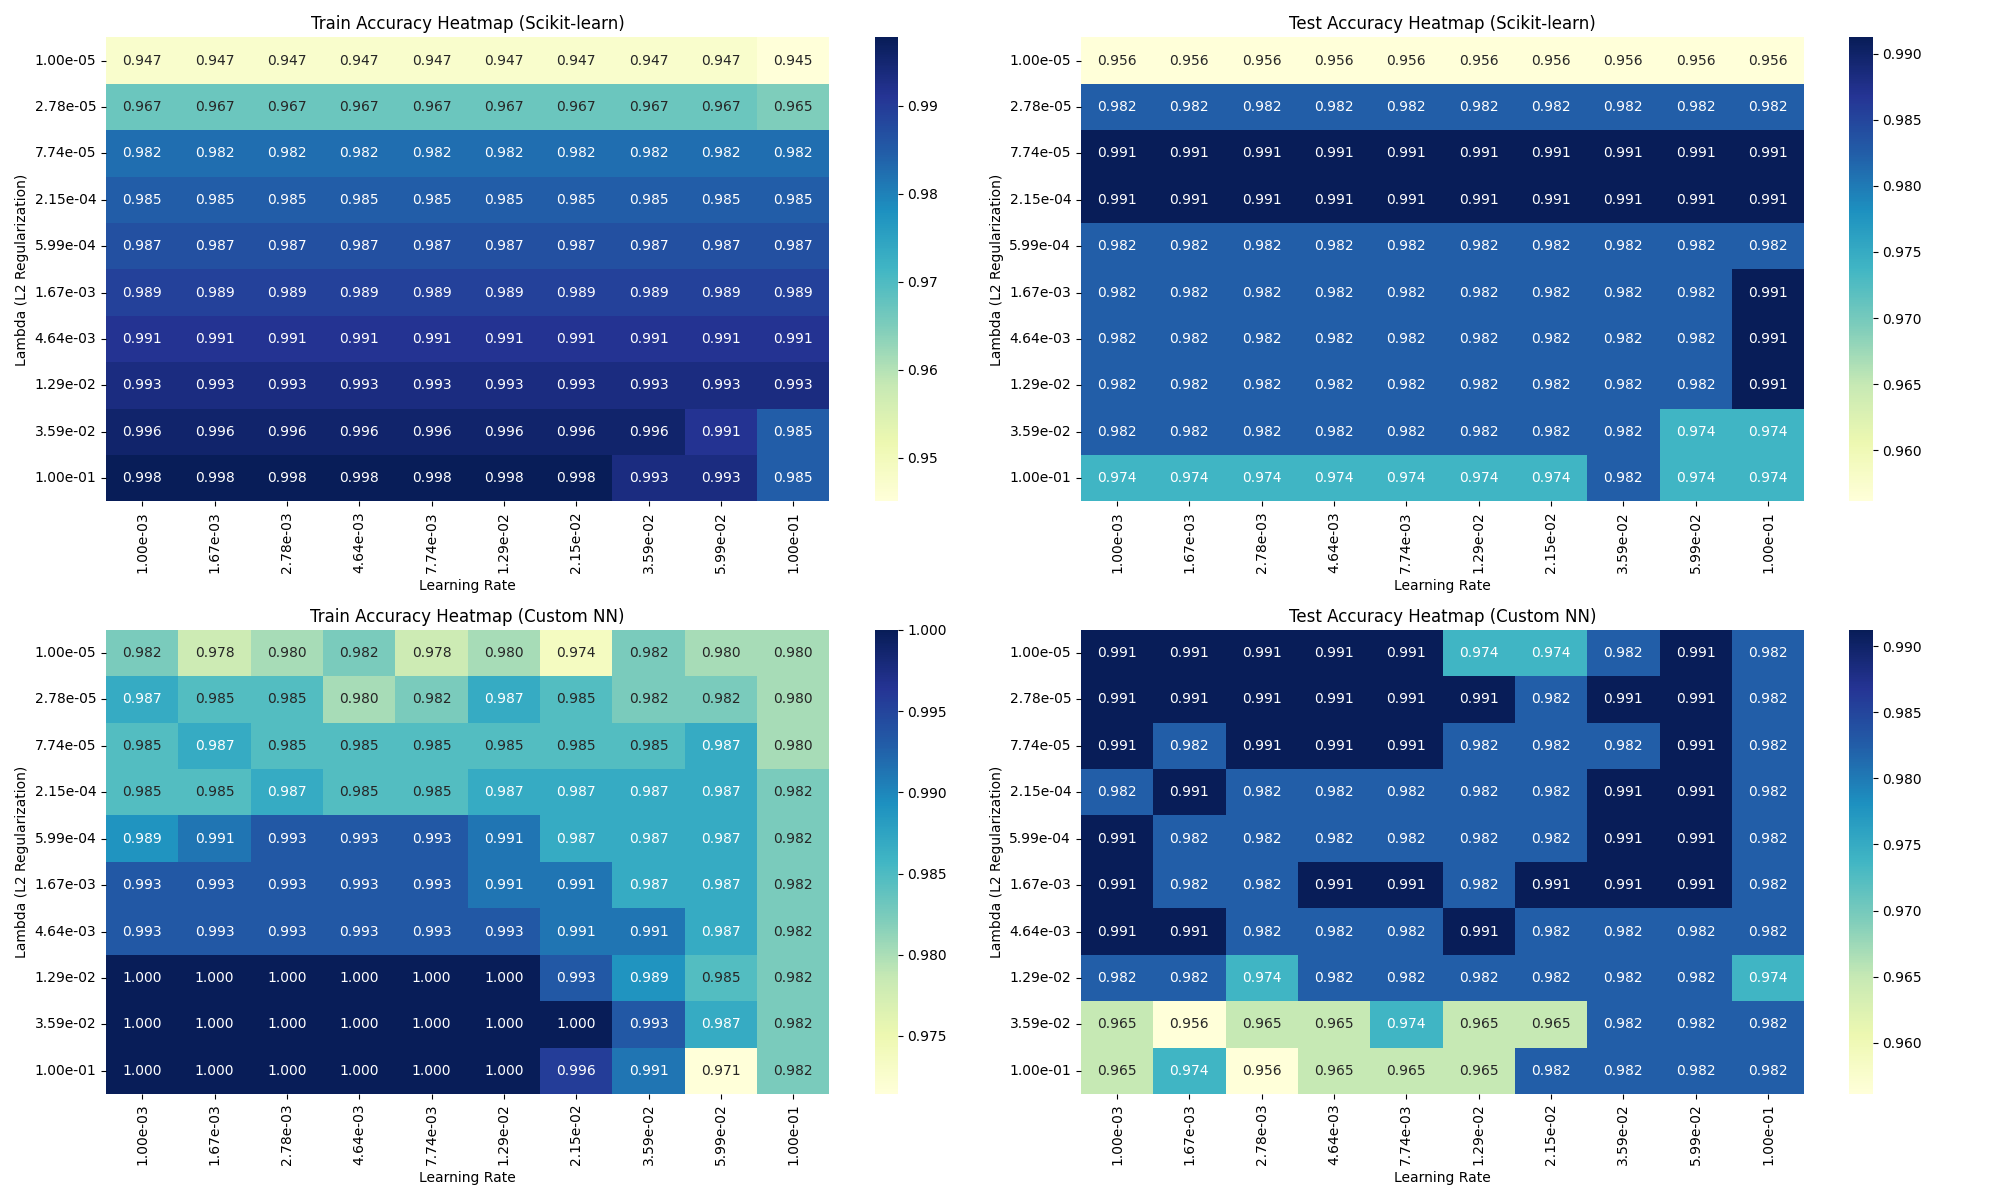 Train Accuracy Heatmap (Scikit-learn)
Lambda (L2 Regularization)
1.00e-05 0.947 0.947 0.947 0.947 0.947 0.947 0.947 0.947 0.947 0.945
2.78e-05 0.967 0.967 0.967 0.967 0.967 0.967 0.967 0.967 0.967 0.965
7.74e-05 0.982 0.982 0.982 0.982 0.982 0.982 0.982 0.982 0.982 0.982
2.15e-04 0.985 0.985 0.985 0.985 0.985 0.985 0.985 0.985 0.985 0.985
5.99e-04 0.987 0.987 0.987 0.987 0.987 0.987 0.987 0.987 0.987 0.987
1.67e-03 0.989 0.989 0.989 0.989 0.989 0.989 0.989 0.989 0.989 0.989
4.64e-03 0.991 0.991 0.991 0.991 0.991 0.991 0.991 0.991 0.991 0.991
1.29e-02 0.993 0.993 0.993 0.993 0.993 0.993 0.993 0.993 0.993 0.993
3.59e-02 0.996 0.996 0.996 0.996 0.996 0.996 0.996 0.996 0.991 0.985
1.00e-01 0.998 0.998 0.998 0.998 0.998 0.998 0.998 0.993 0.993 0.985
1.00e-03 1.67e-03 2.78e-03 4.64e-03 7.74e-03 1.29e-02 2.15e-02 3.59e-02 5.99e-02 1.00e-01
Learning Rate
0.99
0.98
0.97
0.96
0.95
Test Accuracy Heatmap (Scikit-learn)
Lambda (L2 Regularization)
1.00e-05 0.956 0.956 0.956 0.956 0.956 0.956 0.956 0.956 0.956 0.956
2.78e-05 0.982 0.982 0.982 0.982 0.982 0.982 0.982 0.982 0.982 0.982
7.74e-05 0.991 0.991 0.991 0.991 0.991 0.991 0.991 0.991 0.991 0.991
2.15e-04 0.991 0.991 0.991 0.991 0.991 0.991 0.991 0.991 0.991 0.991
5.99e-04 0.982 0.982 0.982 0.982 0.982 0.982 0.982 0.982 0.982 0.982
1.67e-03 0.982 0.982 0.982 0.982 0.982 0.982 0.982 0.982 0.982 0.991
4.64e-03 0.982 0.982 0.982 0.982 0.982 0.982 0.982 0.982 0.982 0.991
1.29e-02 0.982 0.982 0.982 0.982 0.982 0.982 0.982 0.982 0.982 0.991
3.59e-02 0.982 0.982 0.982 0.982 0.982 0.982 0.982 0.982 0.974 0.974
1.00e-01 0.974 0.974 0.974 0.974 0.974 0.974 0.974 0.982 0.974 0.974
1.00e-03 1.67e-03 2.78e-03 4.64e-03 7.74e-03 1.29e-02 2.15e-02 3.59e-02 5.99e-02 1.00e-01
Learning Rate
0.990
0.985
0.980
0.975
0.970
0.965
0.960
Train Accuracy Heatmap (Custom NN)
Lambda (L2 Regularization)
1.00e-05 0.982 0.978 0.980 0.982 0.978 0.980 0.974 0.982 0.980 0.980
2.78e-05 0.987 0.985 0.985 0.980 0.982 0.987 0.985 0.982 0.982 0.980
7.74e-05 0.985 0.987 0.985 0.985 0.985 0.985 0.985 0.985 0.987 0.980
2.15e-04 0.985 0.985 0.987 0.985 0.985 0.987 0.987 0.987 0.987 0.982
5.99e-04 0.989 0.991 0.993 0.993 0.993 0.991 0.987 0.987 0.987 0.982
1.67e-03 0.993 0.993 0.993 0.993 0.993 0.991 0.991 0.987 0.987 0.982
4.64e-03 0.993 0.993 0.993 0.993 0.993 0.993 0.991 0.991 0.987 0.982
1.29e-02 1.000 1.000 1.000 1.000 1.000 1.000 0.993 0.989 0.985 0.982
3.59e-02 1.000 1.000 1.000 1.000 1.000 1.000 1.000 0.993 0.987 0.982
1.00e-01 1.000 1.000 1.000 1.000 1.000 1.000 0.996 0.991 0.971 0.982
1.00e-03 1.67e-03 2.78e-03 4.64e-03 7.74e-03 1.29e-02 2.15e-02 3.59e-02 5.99e-02 1.00e-01
Learning Rate
1.000
0.995
0.990
0.985
0.980
0.975
Test Accuracy Heatmap (Custom NN)
Lambda (L2 Regularization)
1.00e-05 0.991 0.991 0.991 0.991 0.991 0.974 0.974 0.982 0.991 0.982
2.78e-05 0.991 0.991 0.991 0.991 0.991 0.991 0.982 0.991 0.991 0.982
7.74e-05 0.991 0.982 0.991 0.991 0.991 0.982 0.982 0.982 0.991 0.982
2.15e-04 0.982 0.991 0.982 0.982 0.982 0.982 0.982 0.991 0.991 0.982
5.99e-04 0.991 0.982 0.982 0.982 0.982 0.982 0.982 0.991 0.991 0.982
1.67e-03 0.991 0.982 0.982 0.991 0.991 0.982 0.991 0.991 0.991 0.982
4.64e-03 0.991 0.991 0.982 0.982 0.982 0.991 0.982 0.982 0.982 0.982
1.29e-02 0.982 0.982 0.974 0.982 0.982 0.982 0.982 0.982 0.982 0.974
3.59e-02 0.965 0.956 0.965 0.965 0.974 0.965 0.965 0.982 0.982 0.982
1.00e-01 0.965 0.974 0.956 0.965 0.965 0.965 0.982 0.982 0.982 0.982
1.00e-03 1.67e-03 2.78e-03 4.64e-03 7.74e-03 1.29e-02 2.15e-02 3.59e-02 5.99e-02 1.00e-01
Learning Rate
0.990
0.985
0.980
0.975
0.970
0.965
0.960